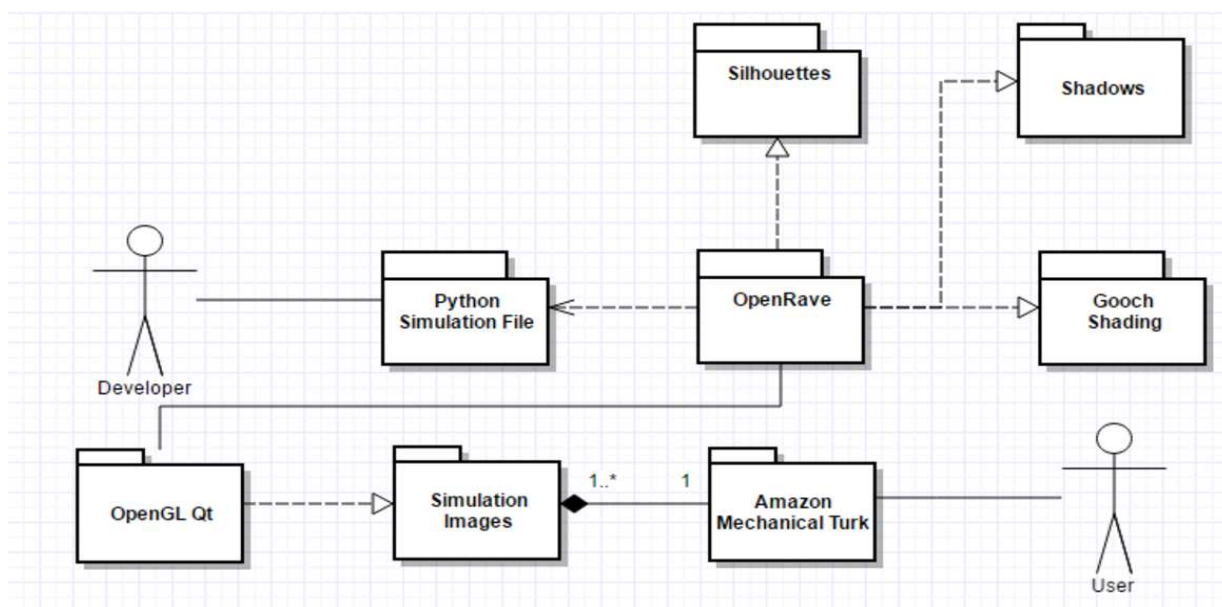 Silhouettes
Shadows
Python
Simulation File
OpenRave
Gooch
Shading
Developer
OpenGL Qt
Simulation
Images
1..*
1
Amazon
Mechanical Turk
User